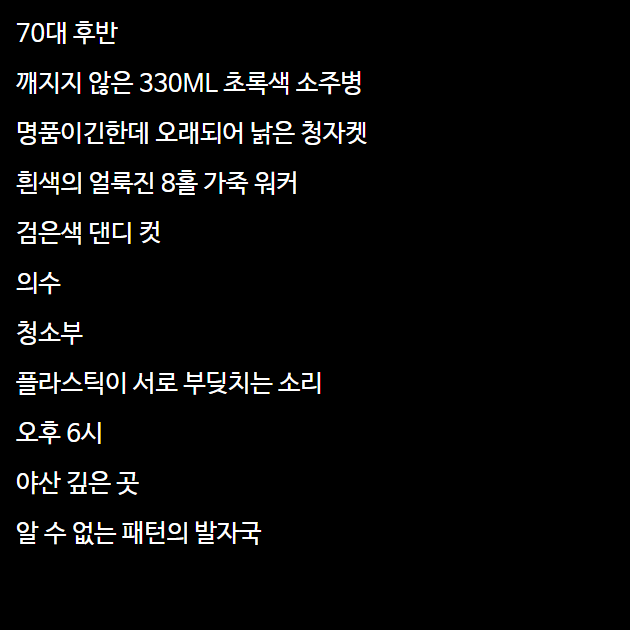 70대 후반
깨지지 않은 330ML 초록색 소주병
명품이긴한데 오래되어 낡은 청자켓
흰색의 얼룩진 8홀 가죽 워커
검은색 댄디 컷
의수
청소부
플라스틱이 서로 부딪치는 소리
오후 6시
야산 깊은 곳
알 수 없는 패턴의 발자국